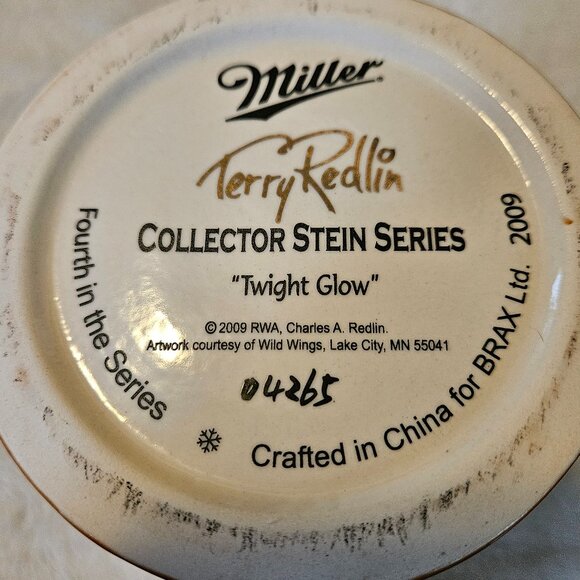 Miller
Terry Redlin
COLLECTOR STEIN SERIES
"Twight Glow"
© 2009 RWA, Charles A. Redlin.
Artwork courtesy of Wild Wings, Lake City, MN 55041
04265
Fourth in the Series
Crafted in China for BRAX Ltd. 2009